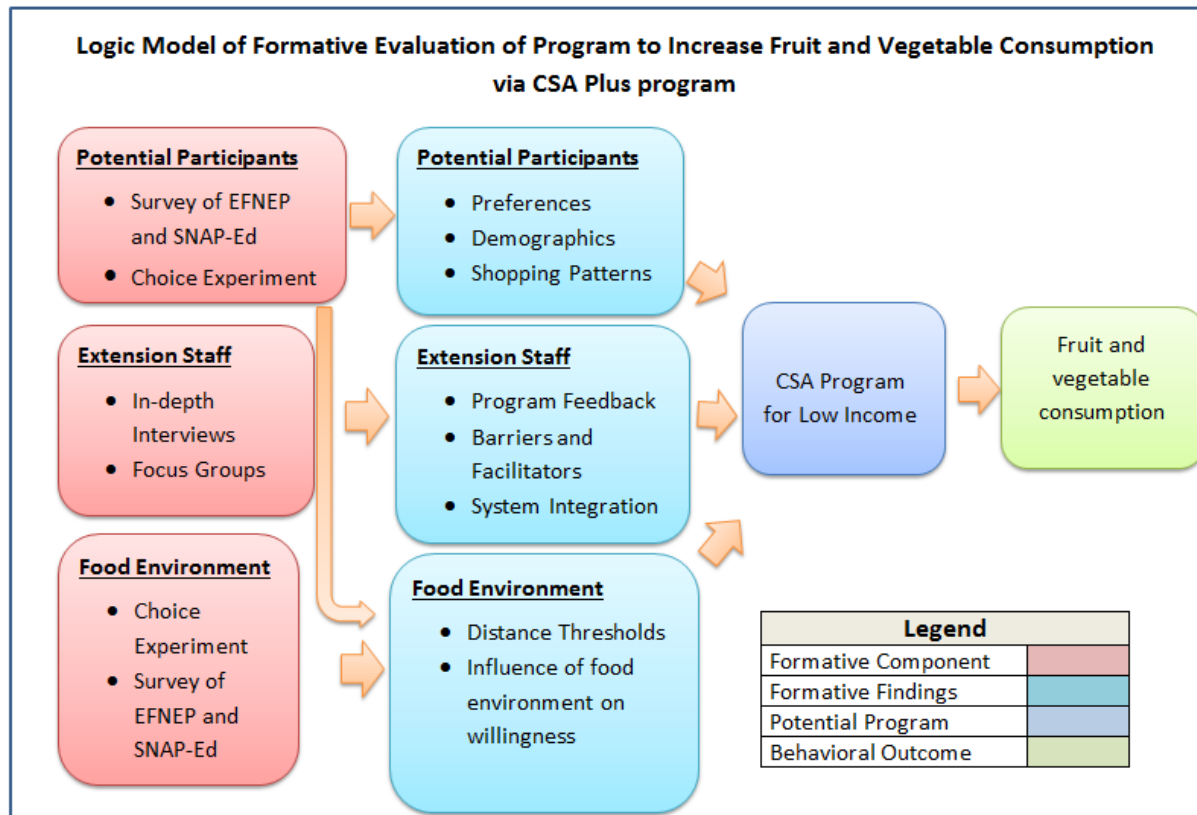 Logic Model of Formative Evaluation of Program to Increase Fruit and Vegetable Consumption
via CSA Plus program
Potential Participants
• Survey of EFNEP
and SNAP-Ed
• Choice Experiment
Potential Participants
• Preferences
• Demographics
• Shopping Patterns
Extension Staff
• In-depth
Interviews
• Focus Groups
Extension Staff
• Program Feedback
• Barriers and
Facilitators
• System Integration
CSA Program
for Low Income
Fruit and
vegetable
consumption
Food Environment
• Choice
Experiment
• Survey of
EFNEP and
SNAP-Ed
Food Environment
• Distance Thresholds
• Influence of food
environment on
willingness
Legend
Formative Component
Formative Findings
Potential Program
Behavioral Outcome